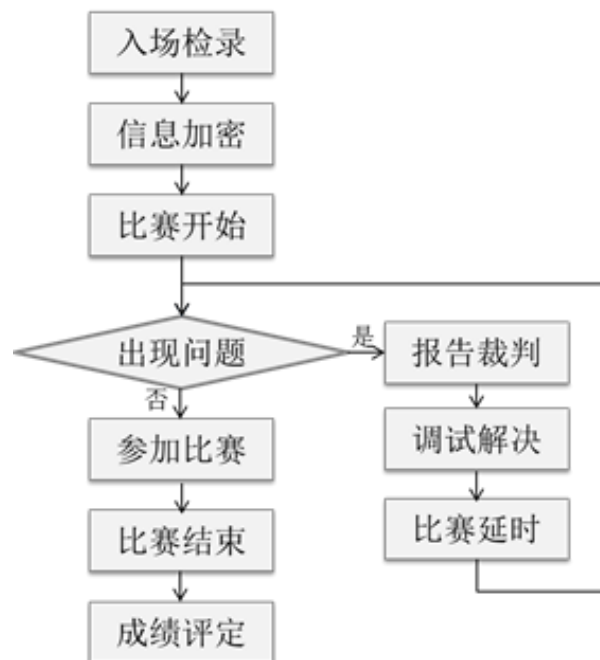 入场检录
信息加密
比赛开始
出现问题
是
报告裁判
否
调试解决
参加比赛
比赛延时
比赛结束
成绩评定